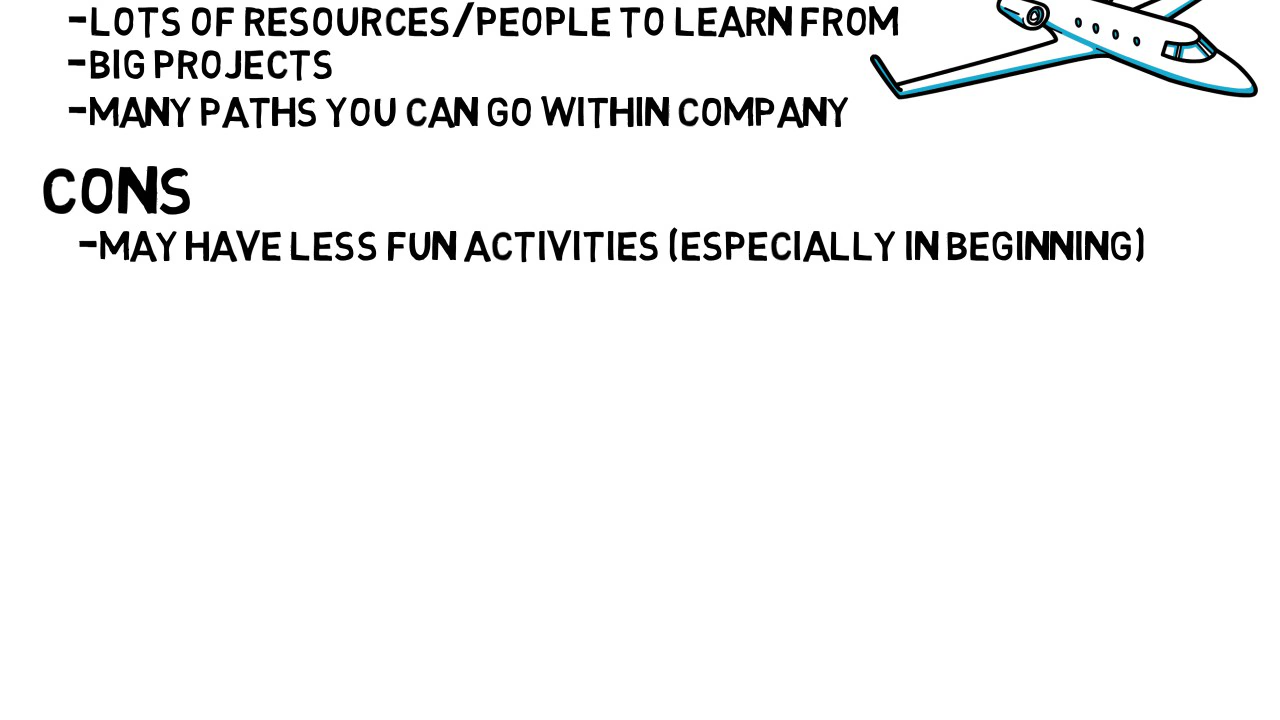 -LOTS OF RESOURCES/PEOPLE TO LEARN FROM
-BIG PROJECTS
-MANY PATHS YOU CAN GO WITHIN COMPANY
CONS
-MAY HAVE LESS FUN ACTIVITIES (ESPECIALLY IN BEGINNING)